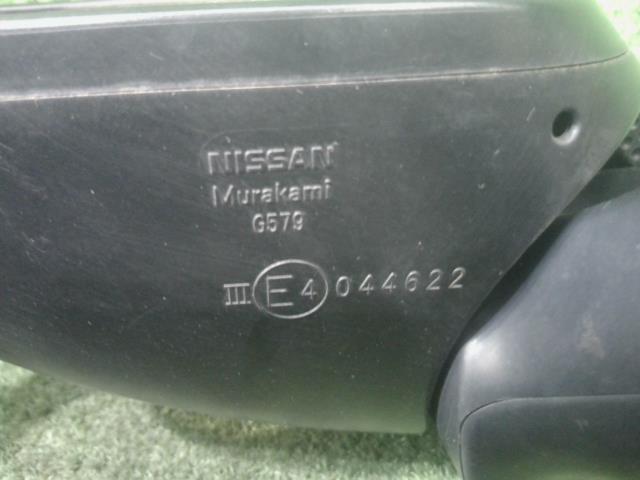 NISSAN
Murakami
G579
III E4 044622